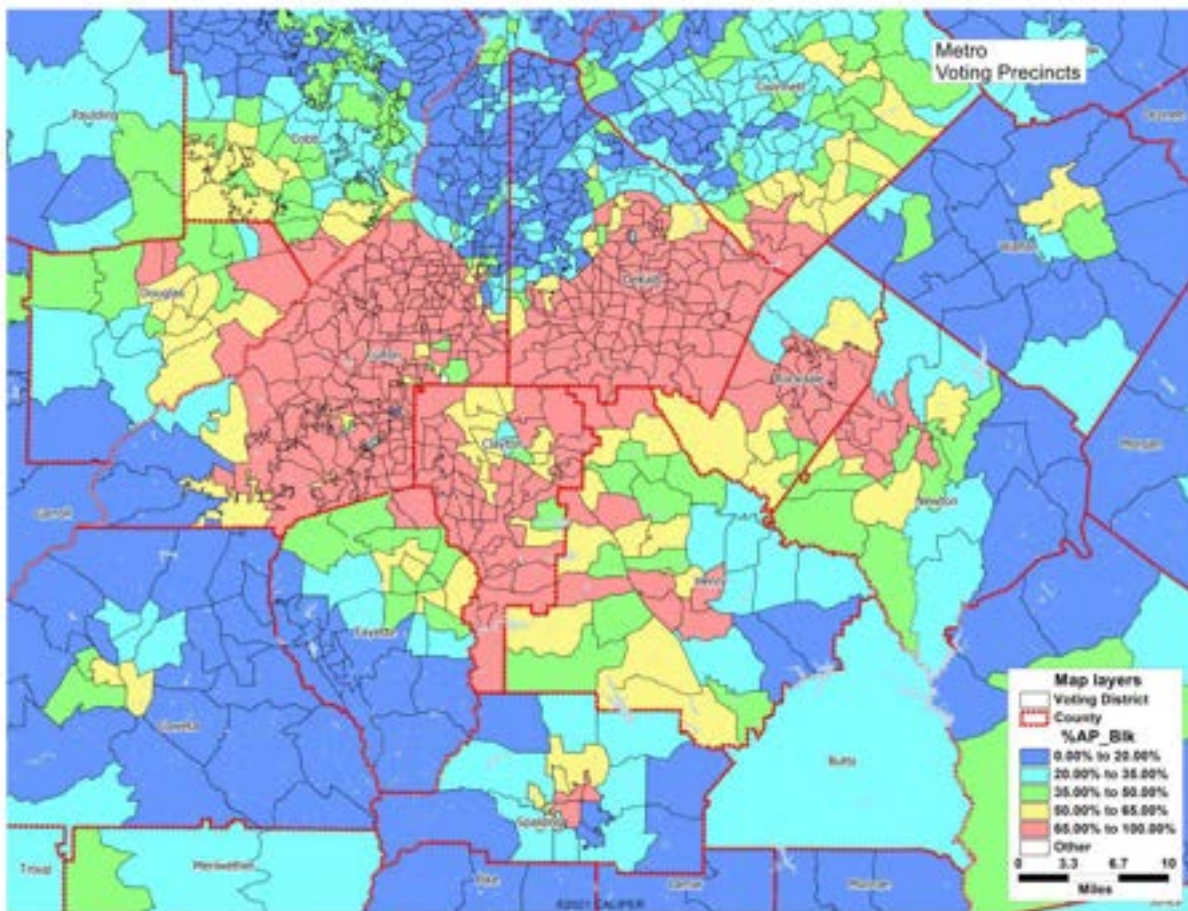 Metro
Voting Precincts
Paulding
Cobb
Gwinnett
Walton
Douglas
DeKalb
Fulton
Rockdale
Clayton
Morgan
Carroll
Newton
Henry
Fayette
Coweta
Butts
Spalding
Troup
Meriwether
Pike
Lamar
Monroe
©2021 CALIPER
Map layers
Voting District
County
%AP_Blk
0.00% to 20.00%
20.00% to 35.00%
35.00% to 50.00%
50.00% to 65.00%
65.00% to 100.00%
Other
0 3.3 6.7 10
Miles